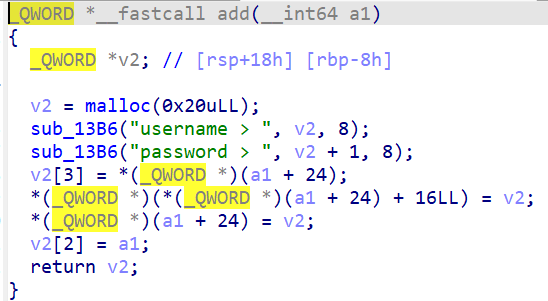 _QWORD *__fastcall add(__int64 a1)
{
  _QWORD *v2; // [rsp+18h] [rbp-8h]

  v2 = malloc(0x20uLL);
  sub_13B6("username > ", v2, 8);
  sub_13B6("password > ", v2 + 1, 8);
  v2[3] = *(_QWORD *)(a1 + 24);
  *(_QWORD *)(*(_QWORD *)(a1 + 24) + 16LL) = v2;
  *(_QWORD *)(a1 + 24) = v2;
  v2[2] = a1;
  return v2;
}